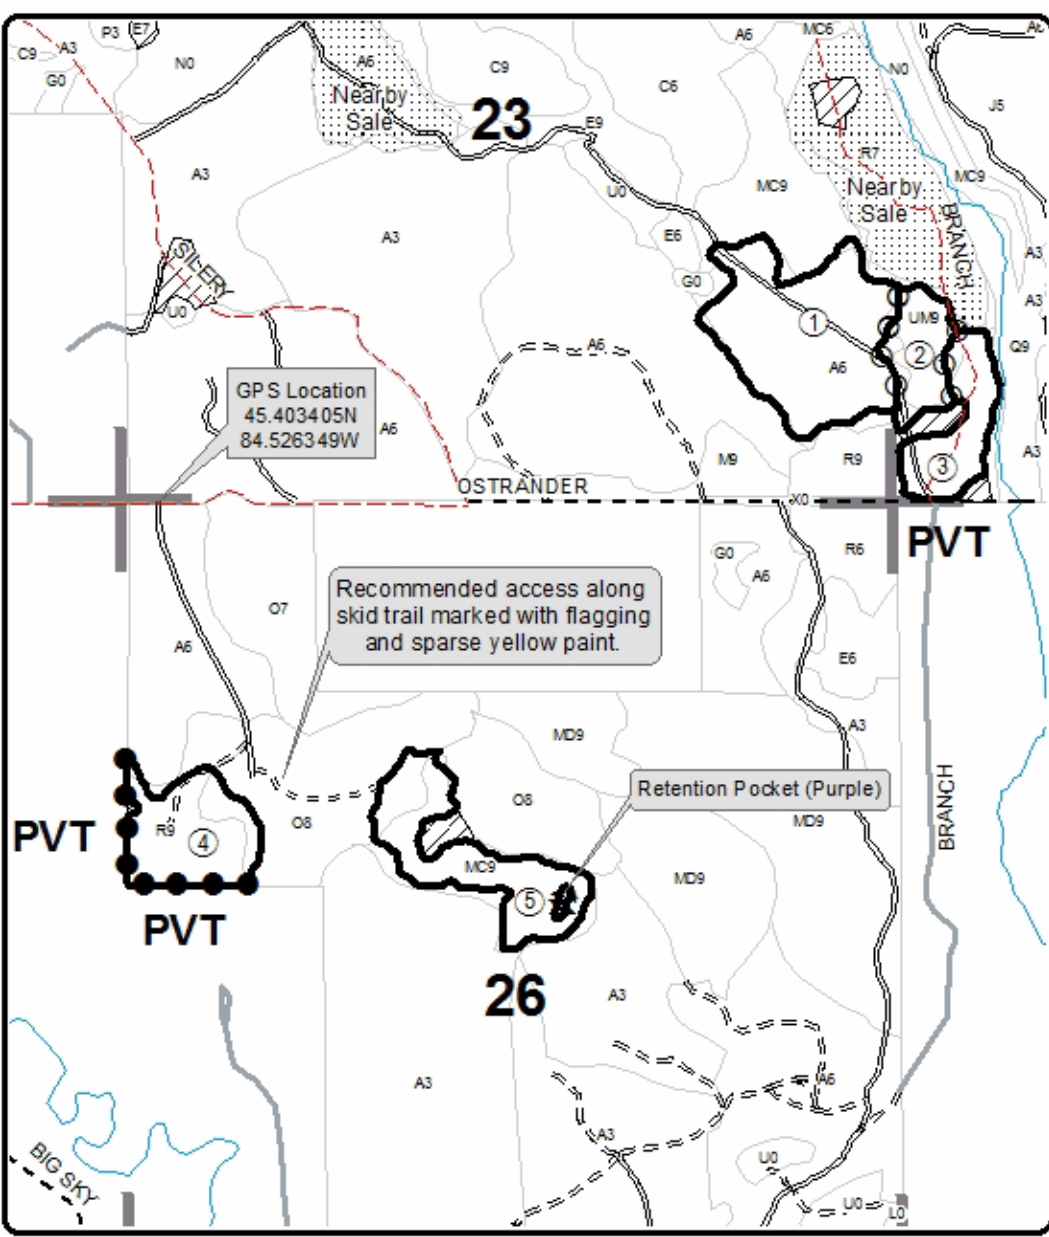 P3
E7
MC6
A6
C9
A3
G0
N0
A6
C9
C6
N0
J5
Nearby
Sale
23
E9
R7
A3
U0
MC9
MC9
Nearby
Sale
BRANCH
A3
E6
A3
SILERY
G0
A3
U0
1
UM9
A6
2
Q9
A6
GPS Location
45.403405N
84.526349W
A6
M9
R9
3
A3
OSTRANDER
X0
PVT
G0
A6
R6
O7
Recommended access along
skid trail marked with flagging
and sparse yellow paint.
A6
E6
A3
MD9
Retention Pocket (Purple)
O8
O8
MD9
BRANCH
PVT
R9
4
MC9
MD9
5
PVT
26
A3
A3
A6
A3
BIG SKY
U0
U0
L0